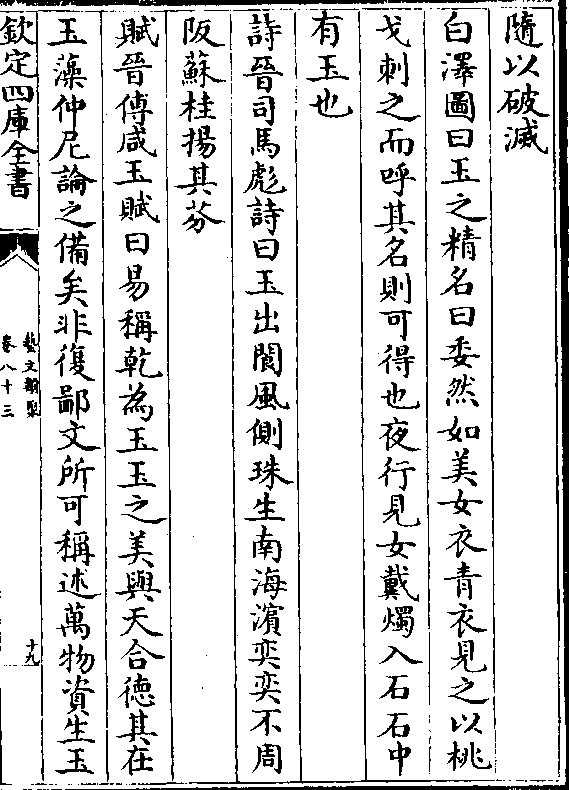 隨以破滅
白澤圖曰玉之精名曰委然如美女衣青衣見之以桃
戈刺之而呼其名則可得也夜行見女戴燭入石石中
有玉也
詩晉司馬彪詩曰玉出閬風側珠生南海濱奕奕不周
阪蘇桂揚其芬
賦晉傅咸玉賦曰易稱乾為玉玉之美與天合德其在
玉藻仲尼論之備矣非復鄙文所可稱述萬物資生玉
欽定四庫全書
藝文類聚
卷八十三
十九